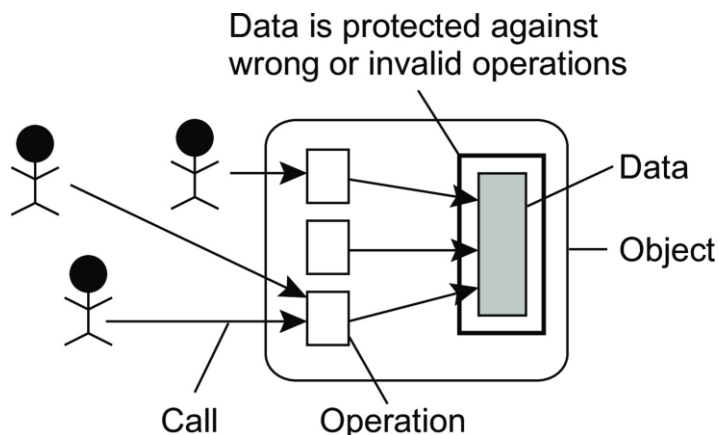 Data is protected against
wrong or invalid operations
Data
Object
Call
Operation